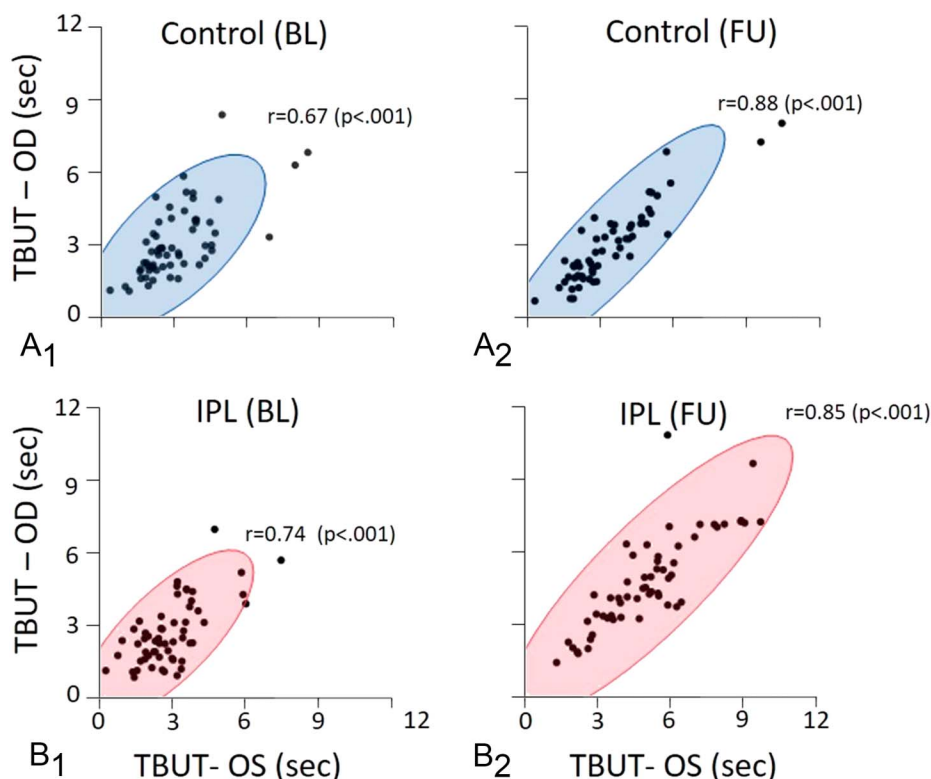 12
Control (BL)
9
r=0.67 (p<.001)
6
3
0
TBUT – OD (sec)
A1
Control (FU)
r=0.88 (p<.001)
A2
12
IPL (BL)
9
r=0.74 (p<.001)
6
3
0
TBUT – OD (sec)
0 3 6 9 12
B1
TBUT- OS (sec)
IPL (FU)
r=0.85 (p<.001)
0 3 6 9 12
B2
TBUT- OS (sec)